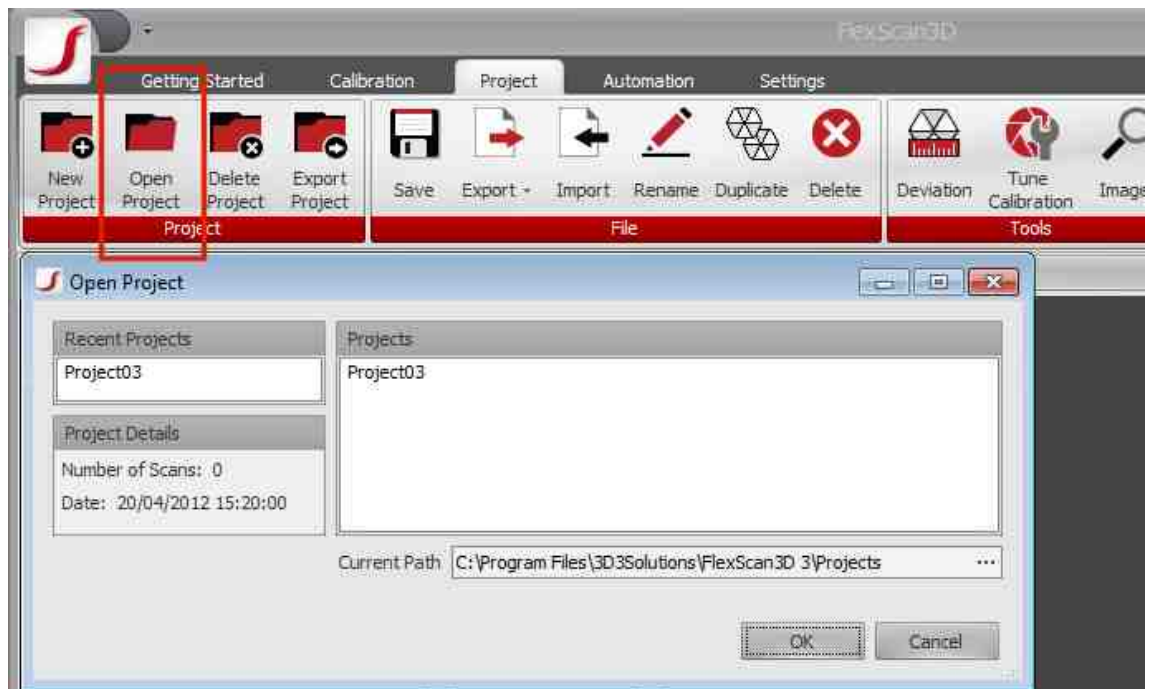 FlexScan3D
Getting Started Calibration Project Automation Settings
New Project Open Project Delete Project Export Project Save Export Import Rename Duplicate Delete Deviation Tune Calibration Image
Project File Tools
Open Project
Recent Projects
Project03
Projects
Project03
Project Details
Number of Scans: 0
Date: 20/04/2012 15:20:00
Current Path C:\Program Files\3D3Solutions\FlexScan3D 3\Projects ...
OK Cancel